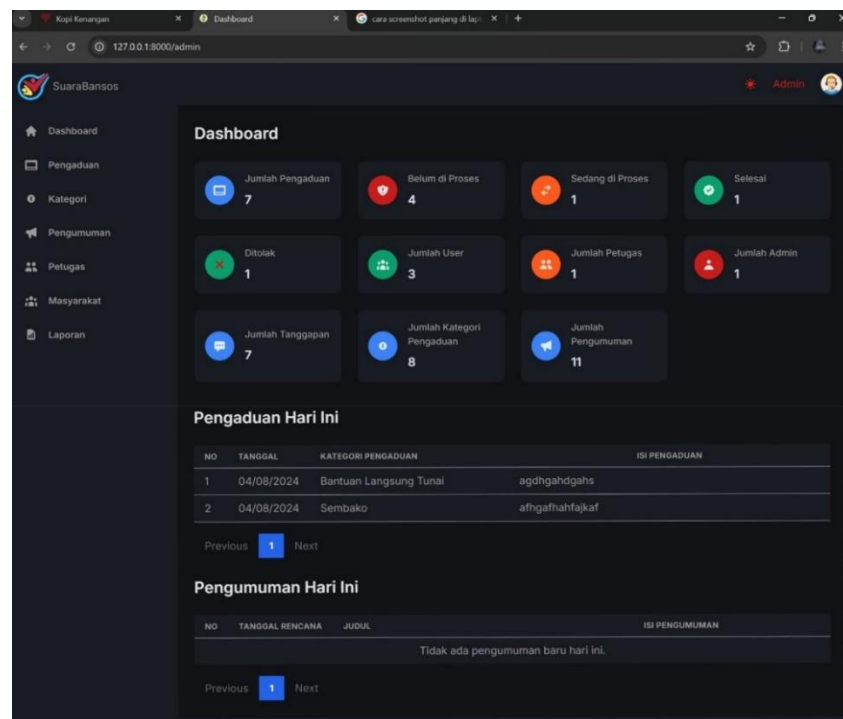 Kopi Kenangan
Dashboard
cara screenshot panjang di lapt
127.0.0.1:8000/admin
SuaraBansos
Admin
Dashboard
Pengaduan
Kategori
Pengumuman
Petugas
Masyarakat
Laporan
Dashboard
Jumlah Pengaduan
7
Belum di Proses
4
Sedang di Proses
1
Selesai
1
Ditolak
1
Jumlah User
3
Jumlah Petugas
1
Jumlah Admin
1
Jumlah Tanggapan
7
Jumlah Kategori
Pengaduan
8
Jumlah
Pengumuman
11
Pengaduan Hari Ini
NO TANGGAL KATEGORI PENGADUAN ISI PENGADUAN
1 04/08/2024 Bantuan Langsung Tunai agdhgahdgahs
2 04/08/2024 Sembako afhgafhahfajkaf
Previous 1 Next
Pengumuman Hari Ini
NO TANGGAL RENCANA JUDUL ISI PENGUMUMAN
Tidak ada pengumuman baru hari ini.
Previous 1 Next